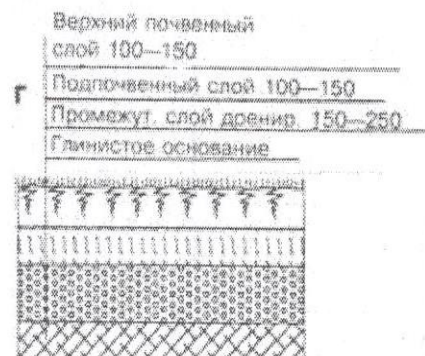 Верхний почвенный
слой 100—150
Г
Подпочвенный слой 100—150
Промежут. слой дренир. 150—250
Глинистое основание